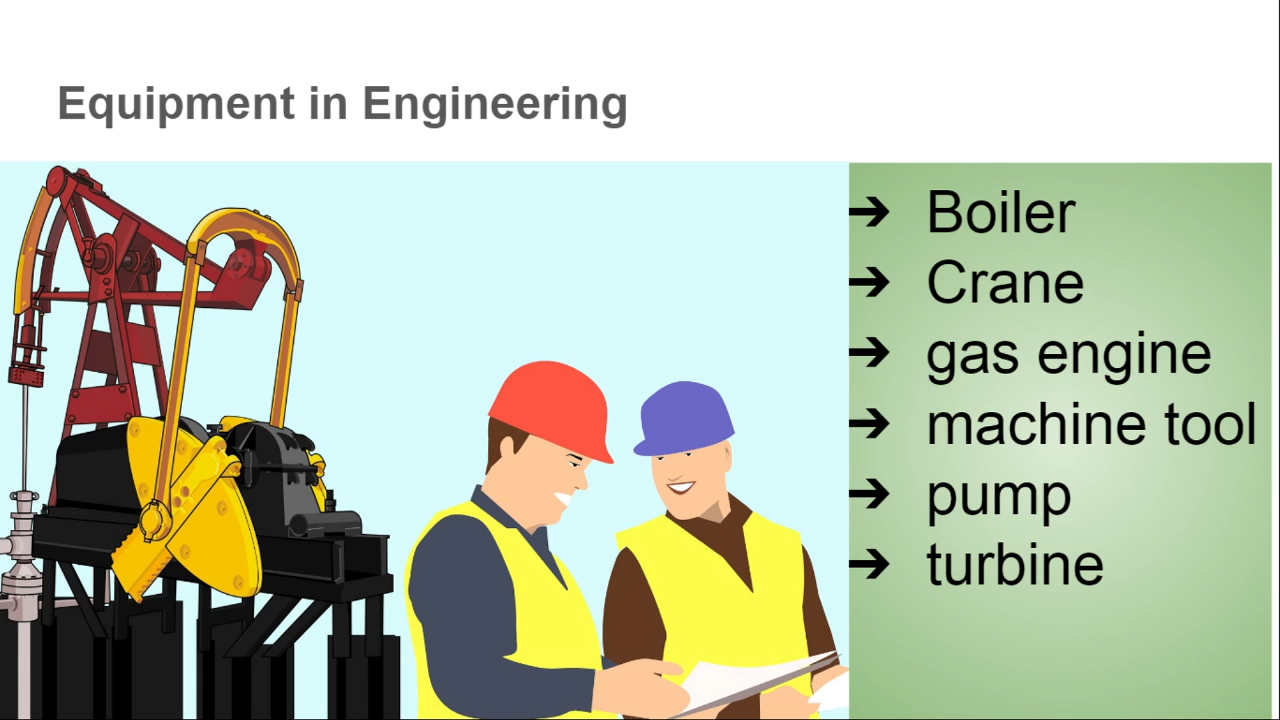 Equipment in Engineering
➔ Boiler
➔ Crane
➔ gas engine
➔ machine tool
➔ pump
➔ turbine